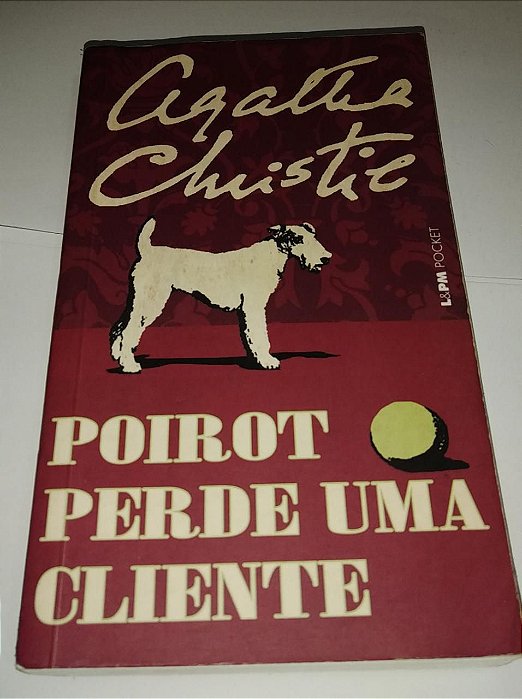 Agatha
Christie
L&PM POCKET
POIROT
PERDE UMA
CLIENTE